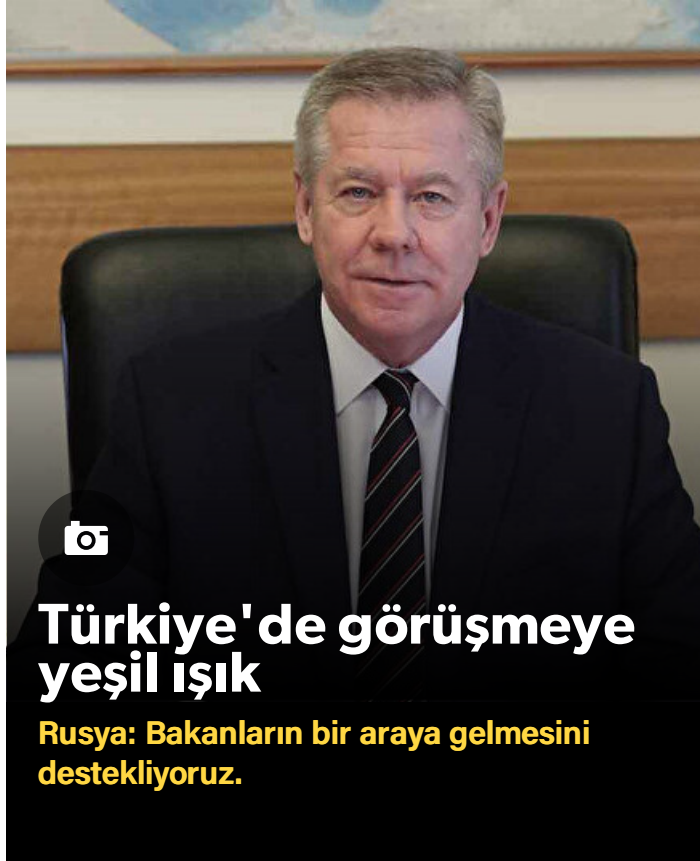 Türkiye'de görüşmeye
yeşil ışık
Rusya: Bakanların bir araya gelmesini
destekliyoruz.